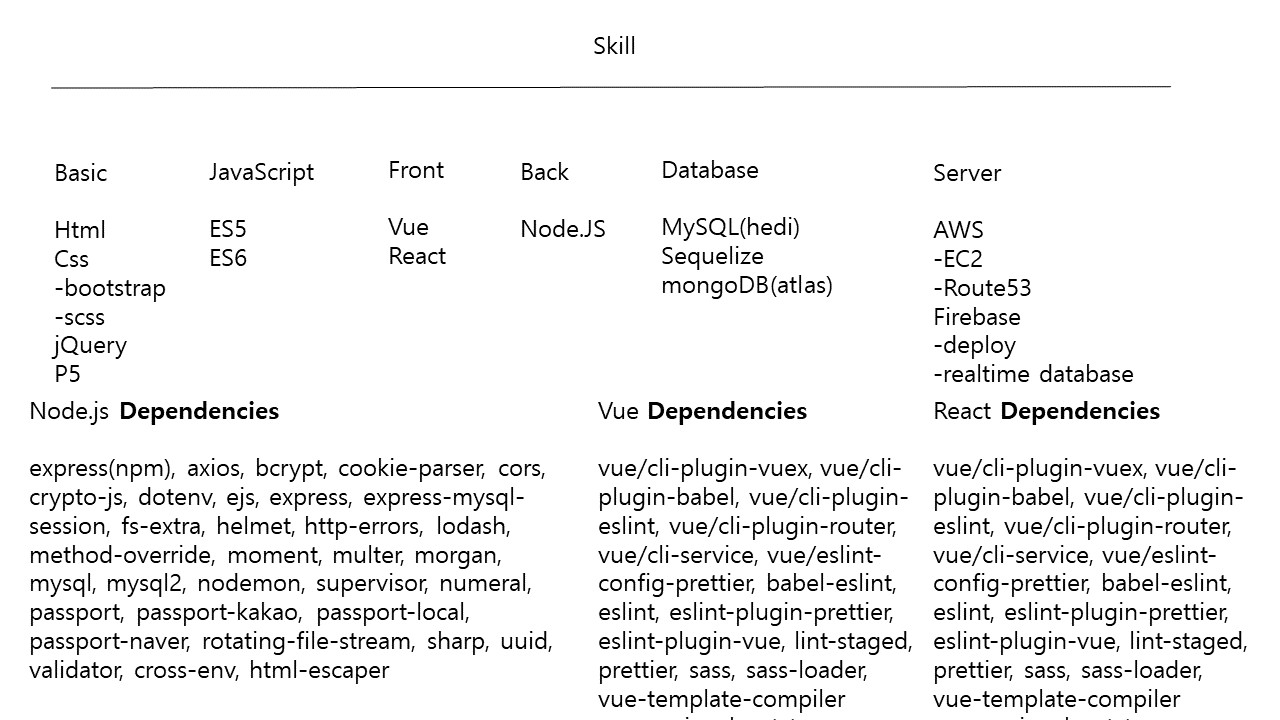 Skill
Basic
Html
Css
-bootstrap
-scss
jQuery
P5
JavaScript
ES5
ES6
Front
Vue
React
Back
Node.JS
Database
MySQL(hedi)
Sequelize
mongoDB(atlas)
Server
AWS
-EC2
-Route53
Firebase
-deploy
-realtime database
Node.js Dependencies
express(npm), axios, bcrypt, cookie-parser, cors,
crypto-js, dotenv, ejs, express, express-mysql-
session, fs-extra, helmet, http-errors, lodash,
method-override, moment, multer, morgan,
mysql, mysql2, nodemon, supervisor, numeral,
passport, passport-kakao, passport-local,
passport-naver, rotating-file-stream, sharp, uuid,
validator, cross-env, html-escaper
Vue Dependencies
vue/cli-plugin-vuex, vue/cli-
plugin-babel, vue/cli-plugin-
eslint, vue/cli-plugin-router,
vue/cli-service, vue/eslint-
config-prettier, babel-eslint,
eslint, eslint-plugin-prettier,
eslint-plugin-vue, lint-staged,
prettier, sass, sass-loader,
vue-template-compiler
React Dependencies
vue/cli-plugin-vuex, vue/cli-
plugin-babel, vue/cli-plugin-
eslint, vue/cli-plugin-router,
vue/cli-service, vue/eslint-
config-prettier, babel-eslint,
eslint, eslint-plugin-prettier,
eslint-plugin-vue, lint-staged,
prettier, sass, sass-loader,
vue-template-compiler